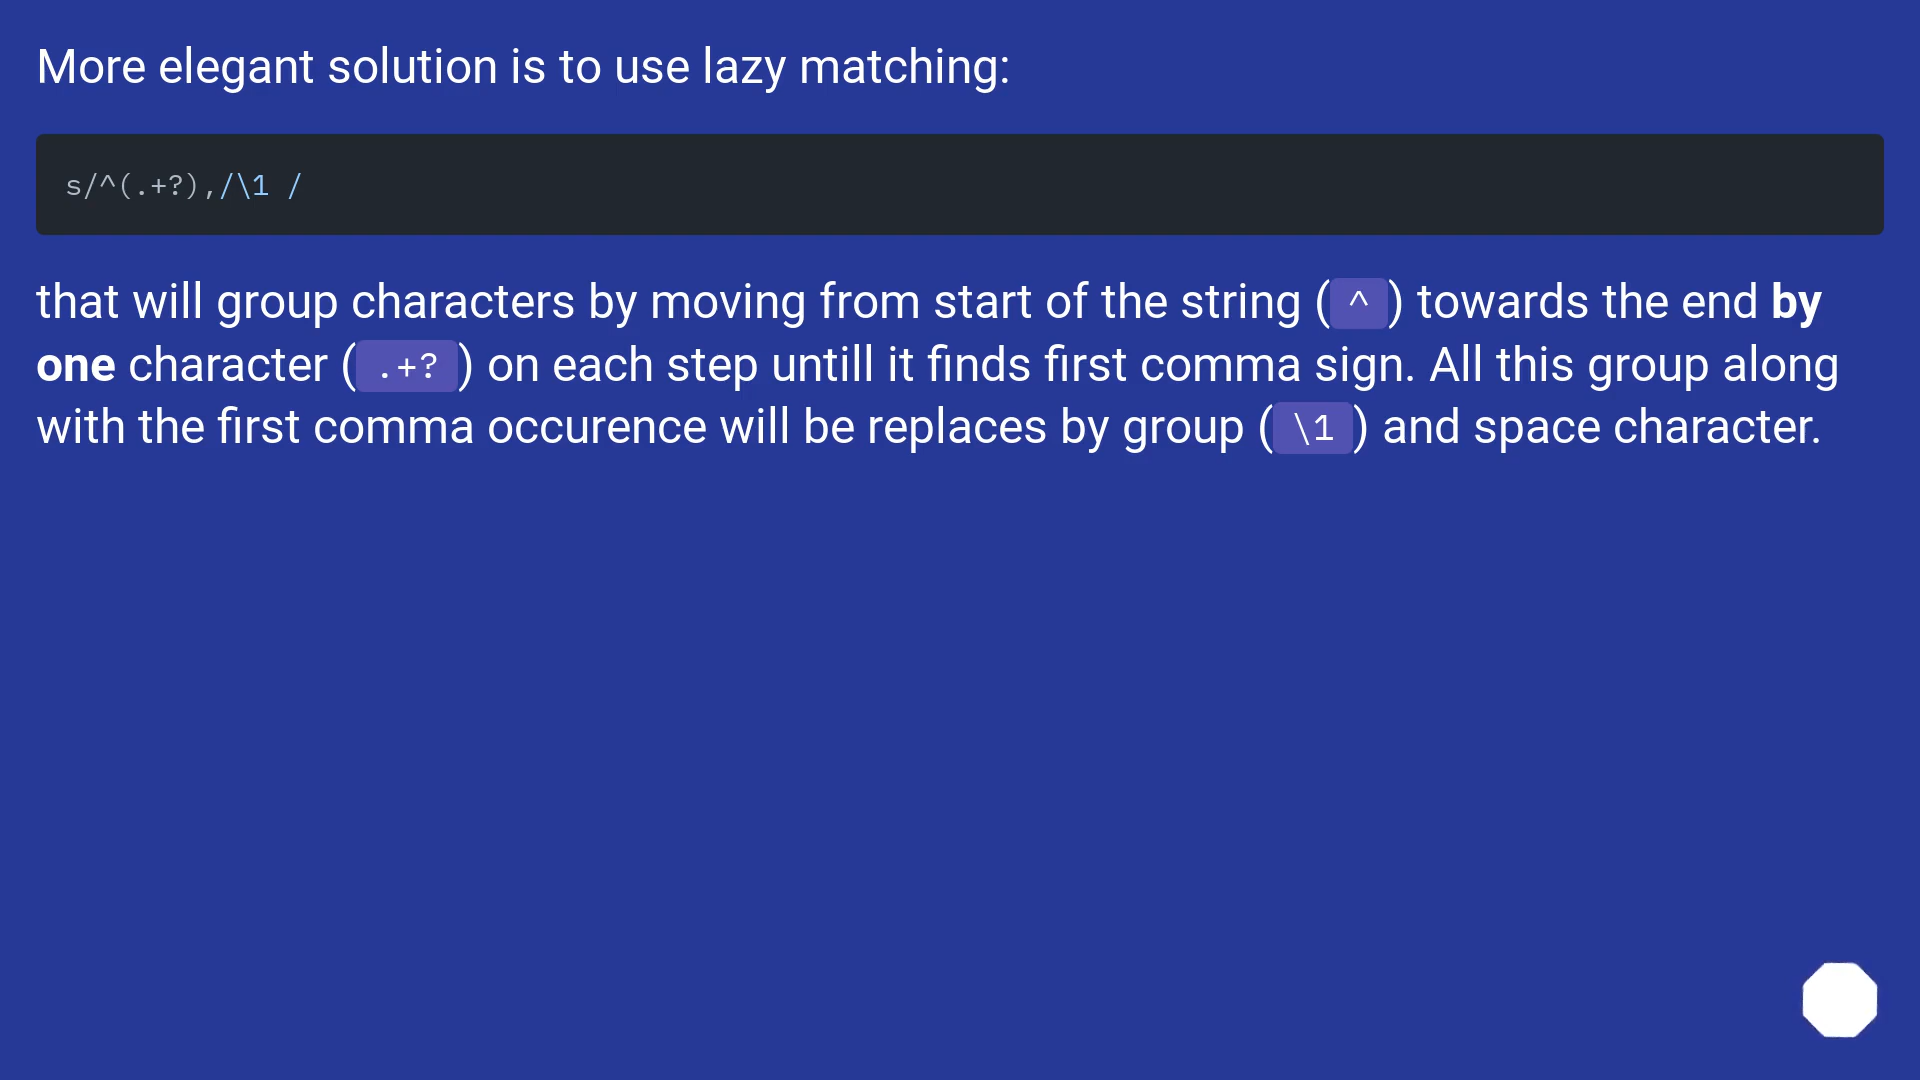 More elegant solution is to use lazy matching:
s/^(.+?),/\1 /
that will group characters by moving from start of the string ( ^ ) towards the end by
one character ( .+? ) on each step untill it finds first comma sign. All this group along
with the first comma occurence will be replaces by group ( \1 ) and space character.